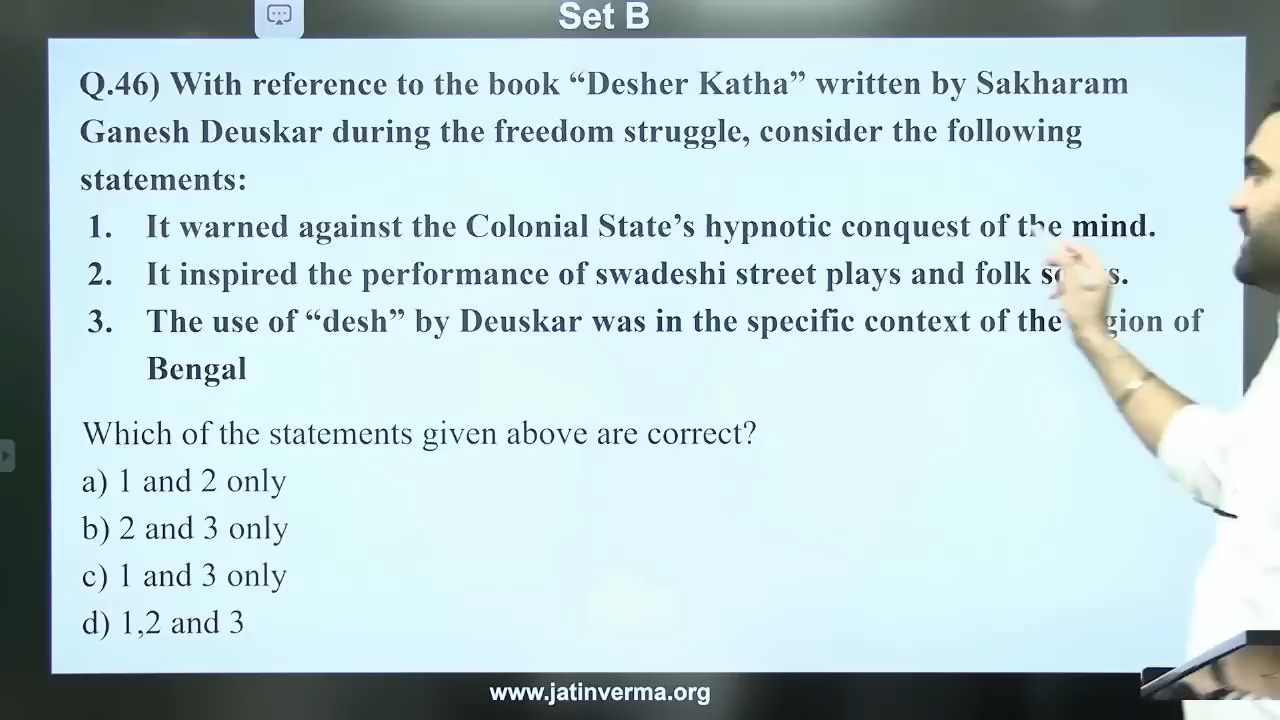 Set B
Q.46) With reference to the book “Desher Katha” written by Sakharam
Ganesh Deuskar during the freedom struggle, consider the following
statements:
1. It warned against the Colonial State’s hypnotic conquest of the mind.
2. It inspired the performance of swadeshi street plays and folk
3. The use of “desh” by Deuskar was in the specific context of the of
Bengal
Which of the statements given above are correct?
a) 1 and 2 only
b) 2 and 3 only
c) 1 and 3 only
d) 1,2 and 3
www.jatinverma.org